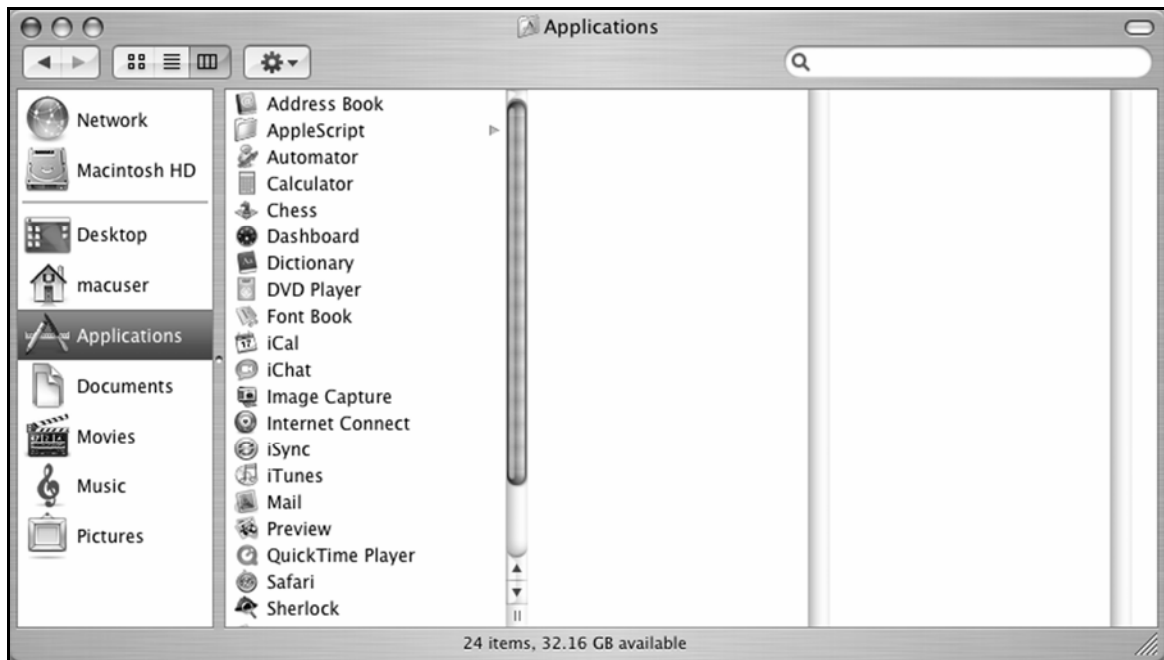 Applications
Network
Macintosh HD
Desktop
macuser
Applications
Documents
Movies
Music
Pictures
Address Book
AppleScript
Automator
Calculator
Chess
Dashboard
Dictionary
DVD Player
Font Book
iCal
iChat
Image Capture
Internet Connect
iSync
iTunes
Mail
Preview
QuickTime Player
Safari
Sherlock
24 items, 32.16 GB available